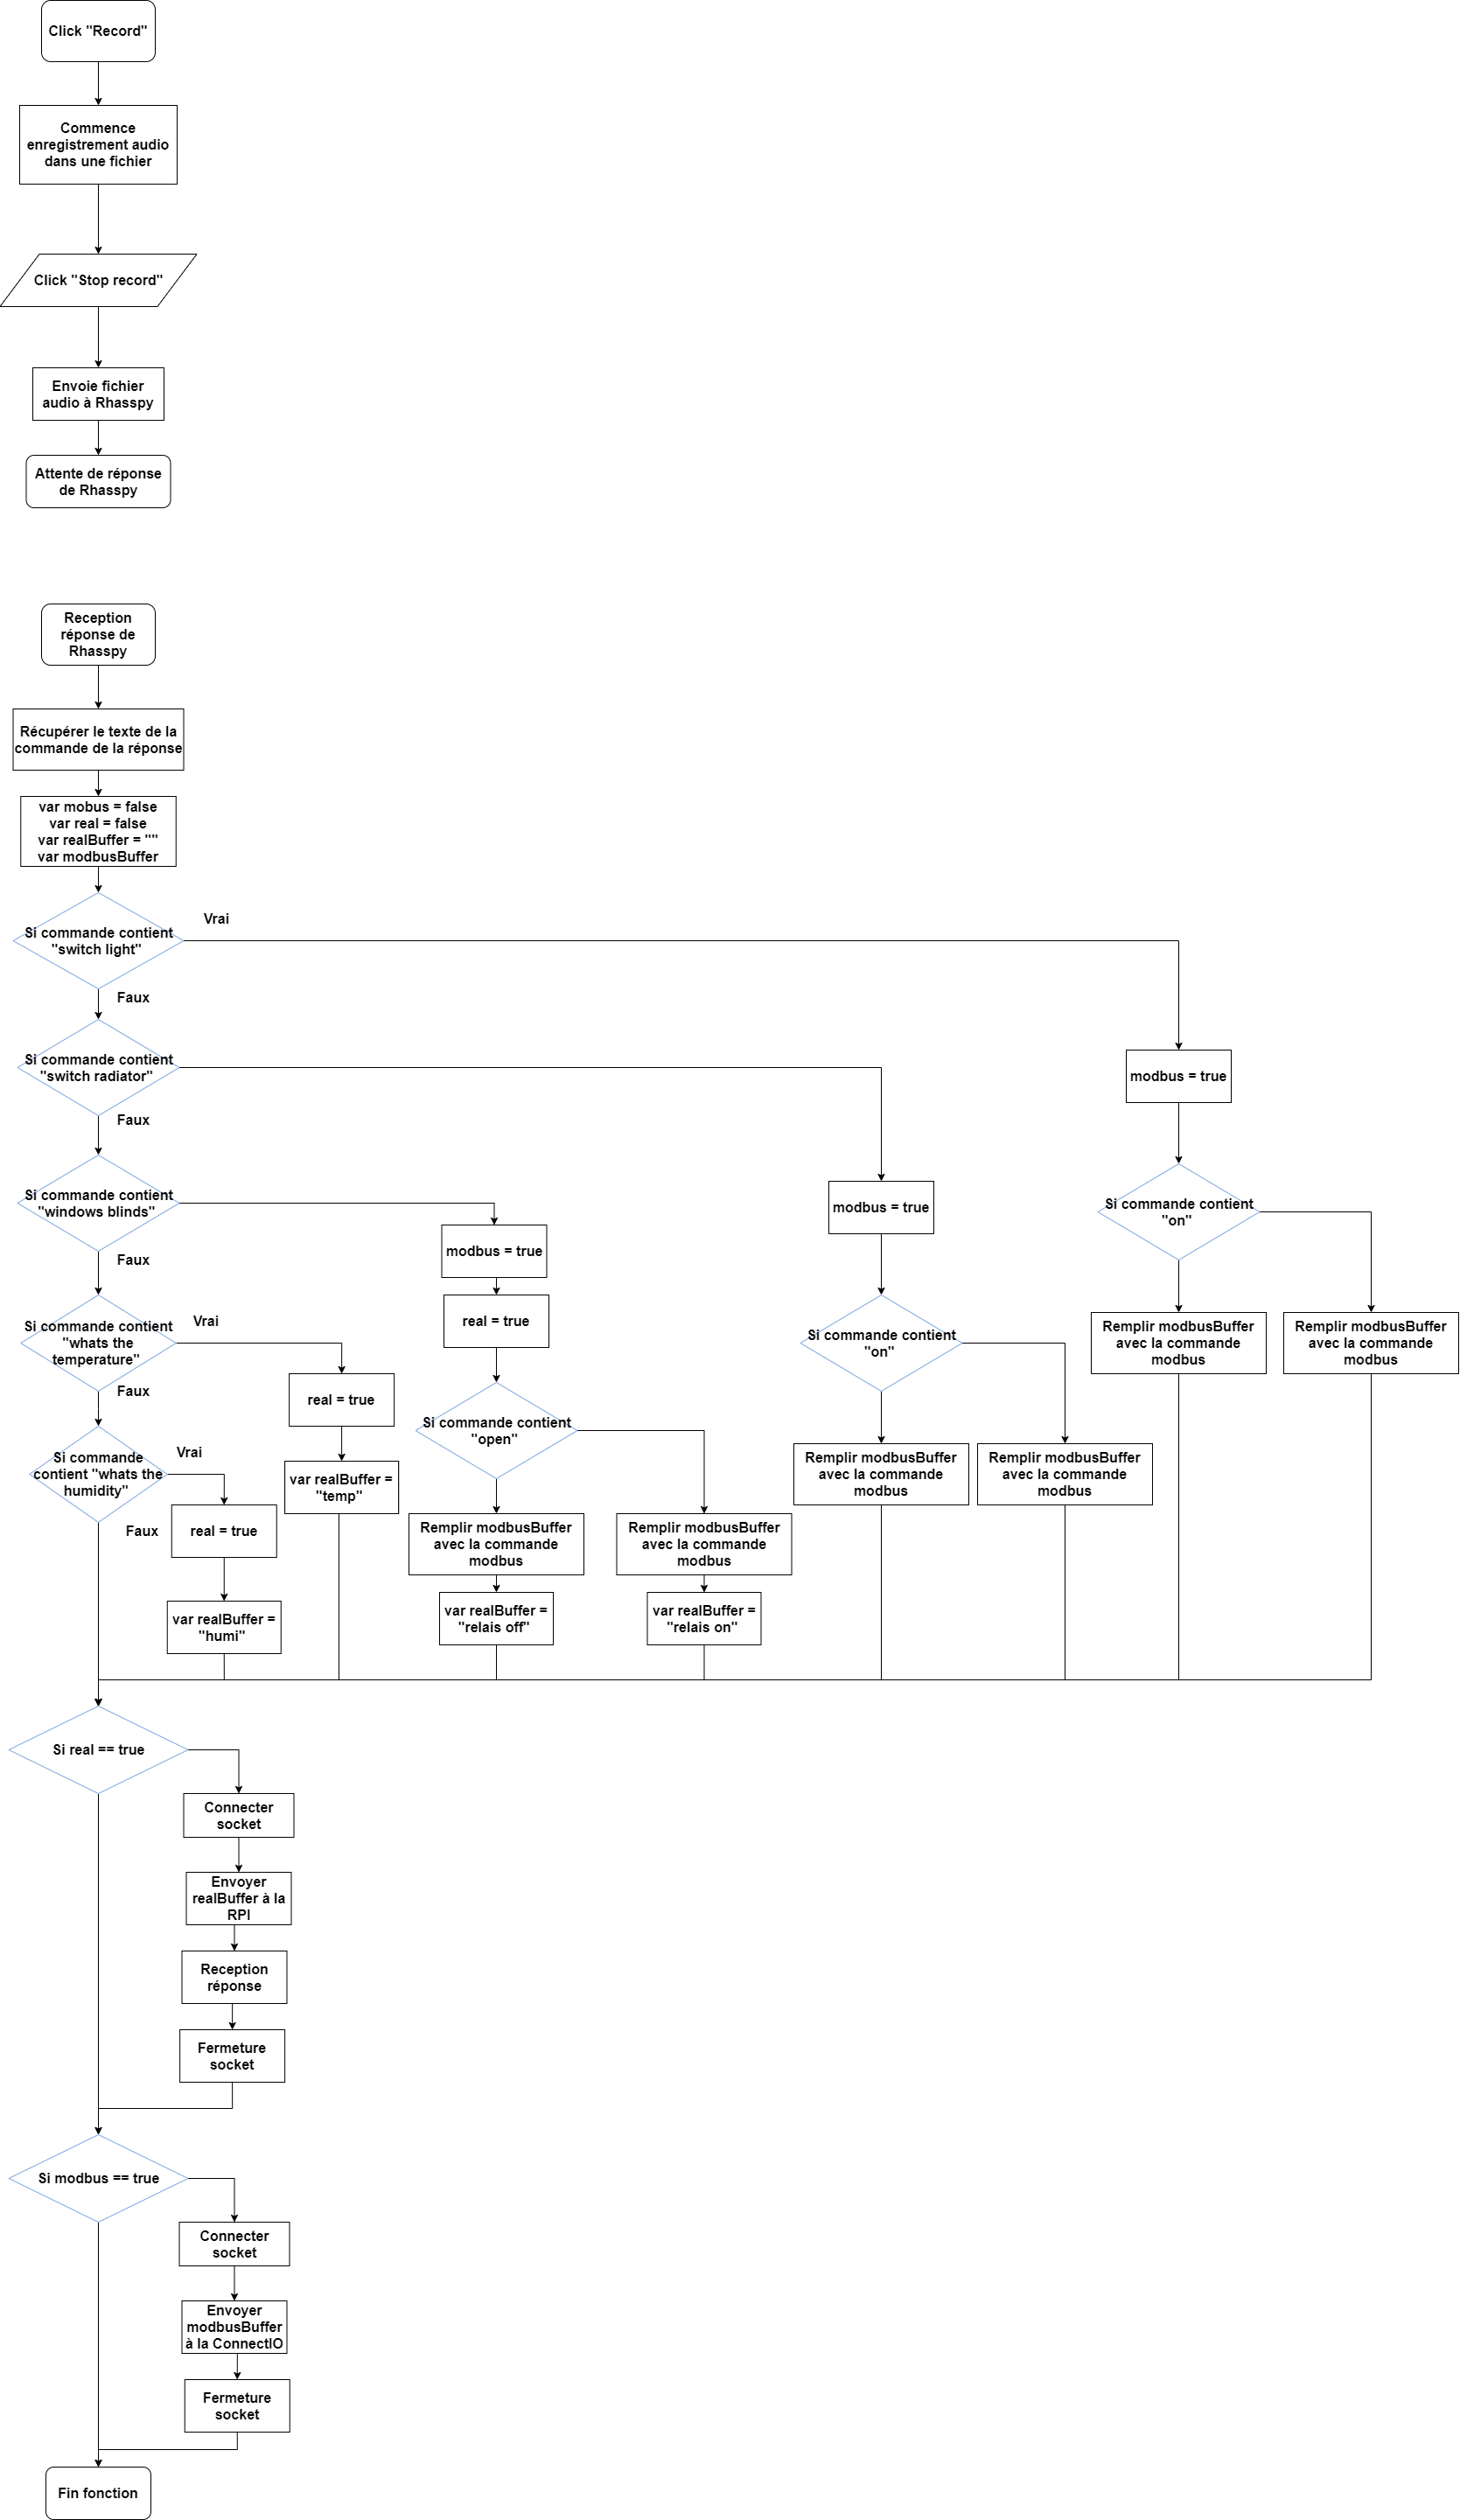 Click "Record"
Commence
enregistrement audio
dans une fichier
Click "Stop record"
Envoie fichier
audio à Rhasspy
Attente de réponse
de Rhasspy
Reception
réponse de
Rhasspy
Récupérer le texte de la
commande de la réponse
var mobus = false
var real = false
var realBuffer = ""
var modbusBuffer
Si commande contient
"switch light"
Vrai
Faux
Si commande contient
"switch radiator"
Faux
Si commande contient
"windows blinds"
Faux
Si commande contient
"whats the
temperature"
Vrai
Faux
Si commande
contient "whats the
humidity"
Vrai
Faux
real = true
var realBuffer =
"humi"
real = true
var realBuffer =
"temp"
modbus = true
real = true
Si commande contient
"open"
Remplir modbusBuffer
avec la commande
modbus
var realBuffer =
"relais off"
Remplir modbusBuffer
avec la commande
modbus
var realBuffer =
"relais on"
modbus = true
Si commande contient
"on"
Remplir modbusBuffer
avec la commande
modbus
Remplir modbusBuffer
avec la commande
modbus
modbus = true
Si commande contient
"on"
Remplir modbusBuffer
avec la commande
modbus
Remplir modbusBuffer
avec la commande
modbus
Si real == true
Connecter
socket
Envoyer
realBuffer à la
RPI
Reception
réponse
Fermeture
socket
Si modbus == true
Connecter
socket
Envoyer
modbusBuffer
à la ConnectIO
Fermeture
socket
Fin fonction